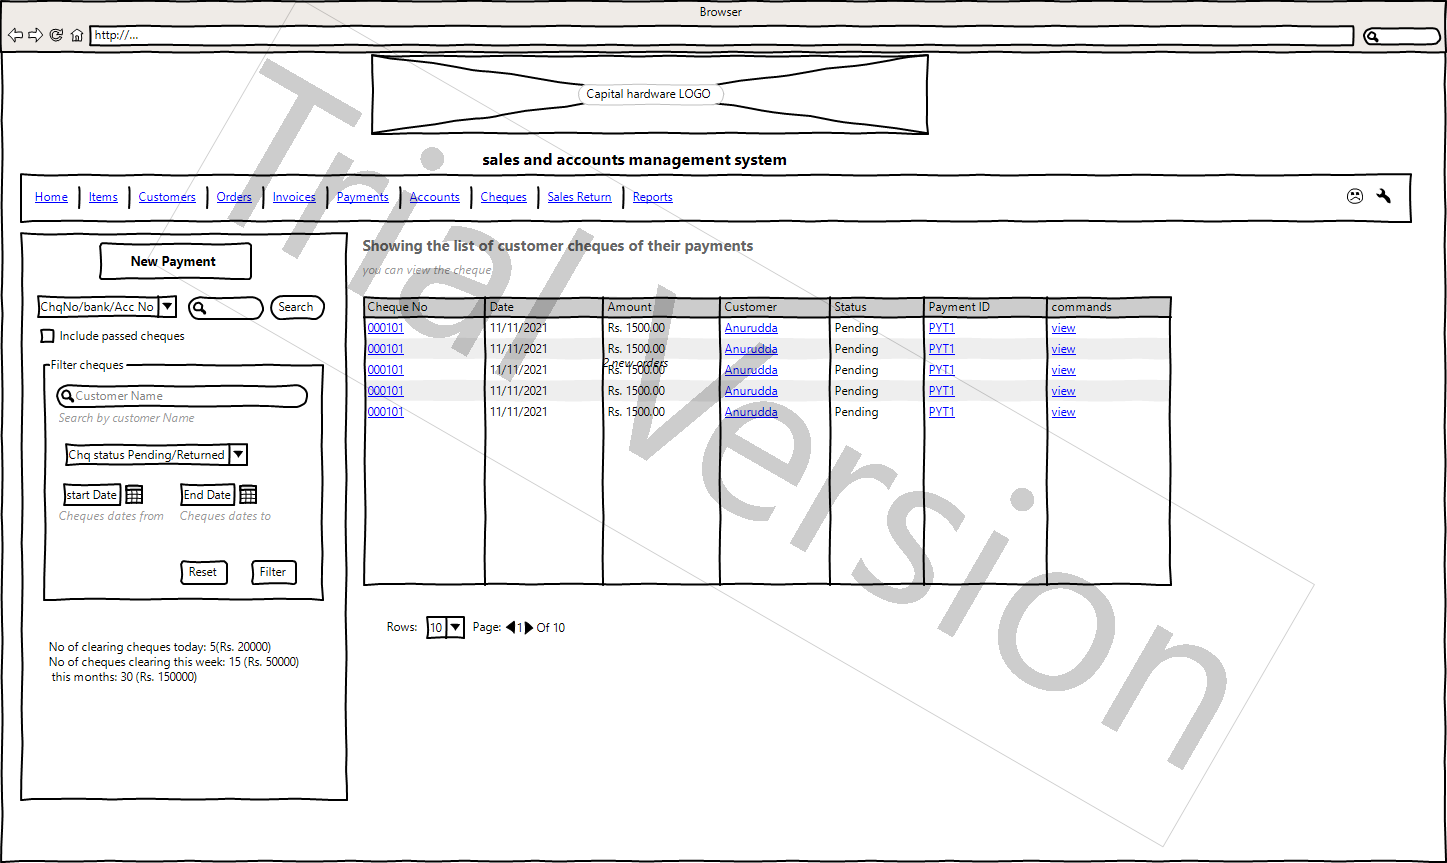 Browser
http://...
Capital hardware LOGO
sales and accounts management system
Home Items Customers Orders Invoices Payments Accounts Cheques Sales Return Reports
New Payment
ChqNo/bank/Acc No Search
Include passed cheques
Filter cheques
Customer Name
Search by customer Name
Chq status Pending/Returned
start Date End Date
Cheques dates from Cheques dates to
Reset Filter
No of clearing cheques today: 5(Rs. 20000)
No of cheques clearing this week: 15 (Rs. 50000)
this months: 30 (Rs. 150000)
Showing the list of customer cheques of their payments
you can view the cheque
Cheque No Date Amount Customer Status Payment ID commands
000101 11/11/2021 Rs. 1500.00 Anurudda Pending PYT1 view
000101 11/11/2021 Rs. 1500.00 Anurudda Pending PYT1 view
2 new orders
000101 11/11/2021 Rs. 1500.00 Anurudda Pending PYT1 view
000101 11/11/2021 Rs. 1500.00 Anurudda Pending PYT1 view
000101 11/11/2021 Rs. 1500.00 Anurudda Pending PYT1 view
Rows: 10 Page: 1 Of 10
Trial Version